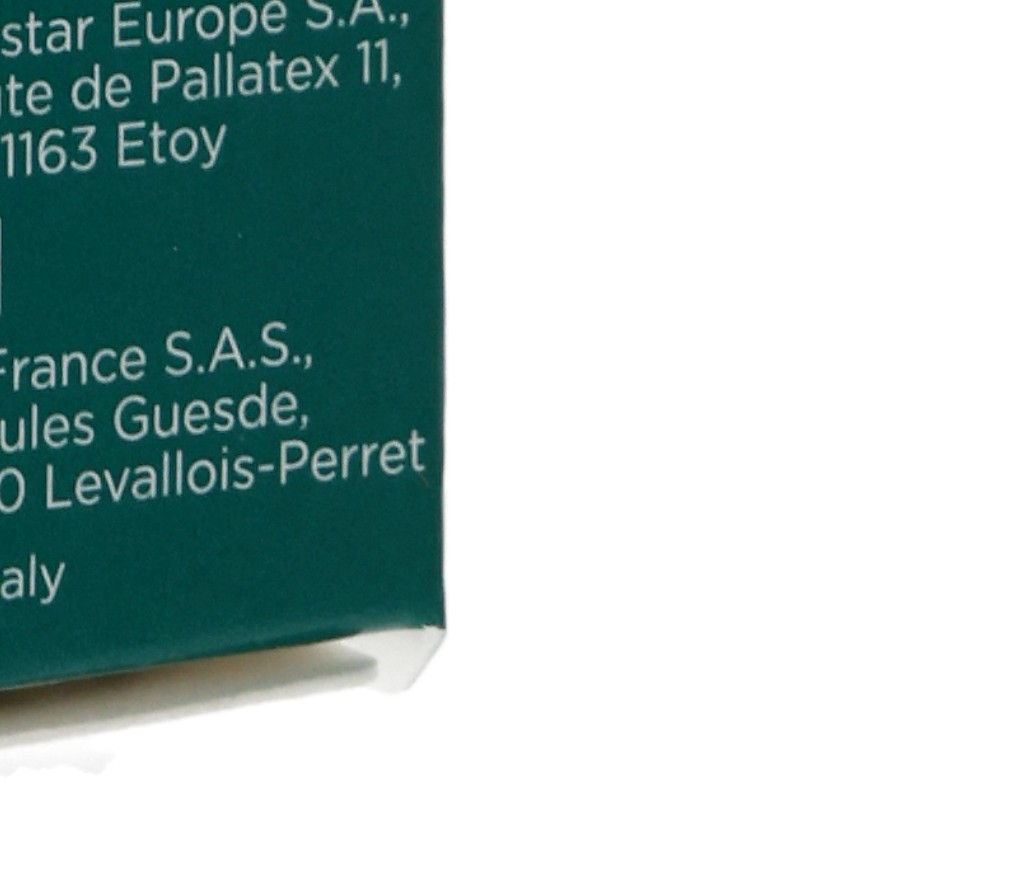 star Europe S.A.,
te de Pallatex 11,
1163 Etoy
France S.A.S.,
ules Guesde,
0 Levallois-Perret
aly